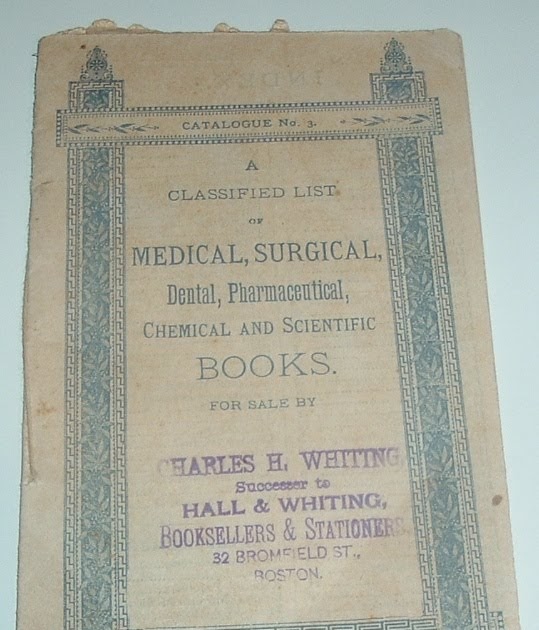 INDEX
CATALOGUE No. 3.
A
CLASSIFIED LIST
OF
MEDICAL, SURGICAL,
Dental, Pharmaceutical,
CHEMICAL AND SCIENTIFIC
BOOKS.
FOR SALE BY
CHARLES H. WHITING,
Successor to
HALL & WHITING,
BOOKSELLERS & STATIONERS,
32 BROMFIELD ST.,
BOSTON.